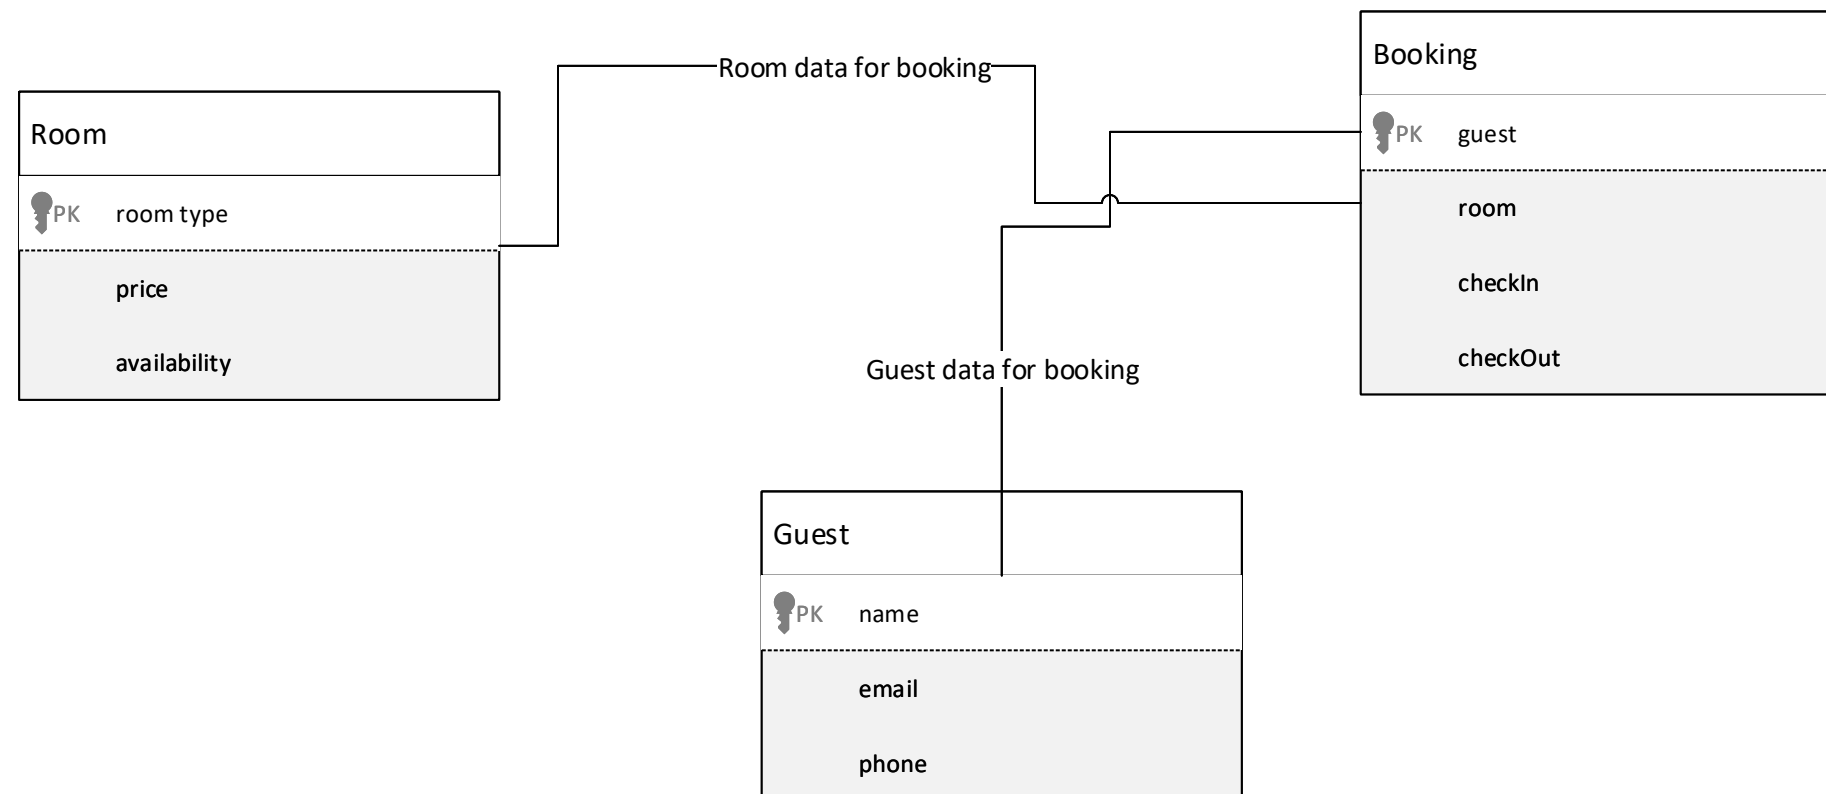 Room data for booking
Booking
Room
PK guest
PK room type
room
price
checkIn
availability
checkOut
Guest data for booking
Guest
PK name
email
phone